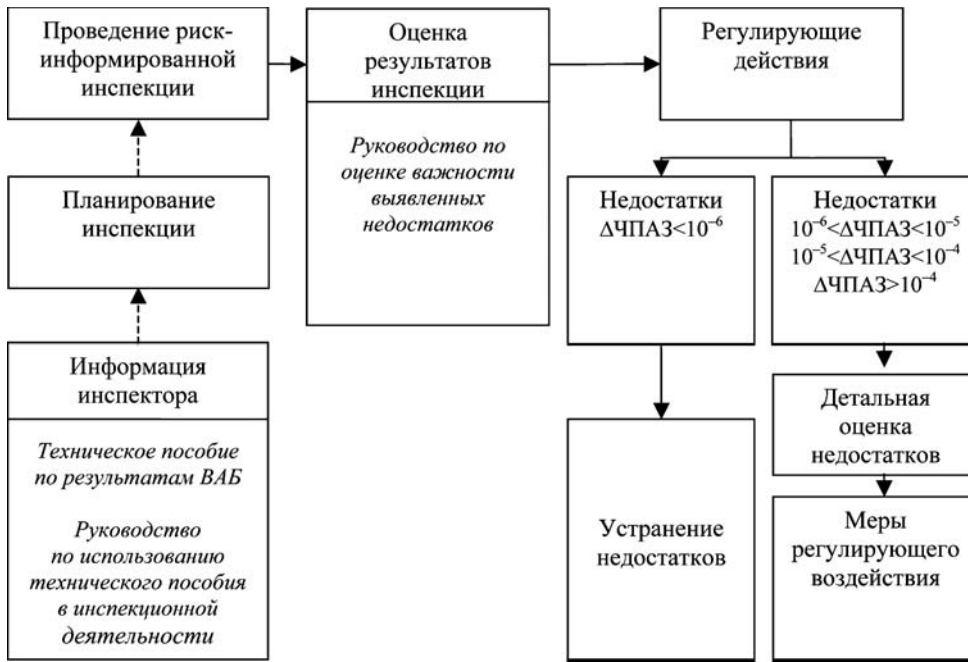 Проведение риск-
информированной
инспекции
Оценка
результатов
инспекции
Руководство по
оценке важности
выявленных
недостатков
Регулирующие
действия
Планирование
инспекции
Недостатки
ΔЧПАЗ<10⁻⁶
Недостатки
10⁻⁶<ΔЧПАЗ<10⁻⁵
10⁻⁵<ΔЧПАЗ<10⁻⁴
ΔЧПАЗ>10⁻⁴
Информация
инспектора
Техническое пособие
по результатам ВАБ
Руководство
по использованию
технического пособия
в инспекционной
деятельности
Устранение
недостатков
Детальная
оценка
недостатков
Меры
регулирующего
воздействия